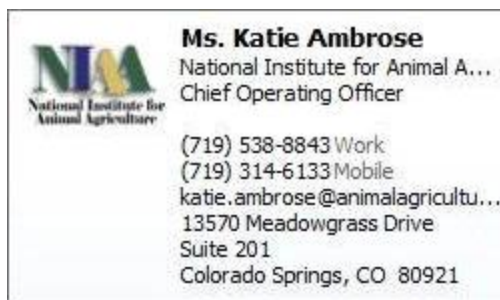 NIAA
National Institute for
Animal Agriculture
Ms. Katie Ambrose
National Institute for Animal A...
Chief Operating Officer
(719) 538-8843 Work
(719) 314-6133 Mobile
katie.ambrose@animalagricultu...
13570 Meadowgrass Drive
Suite 201
Colorado Springs, CO 80921